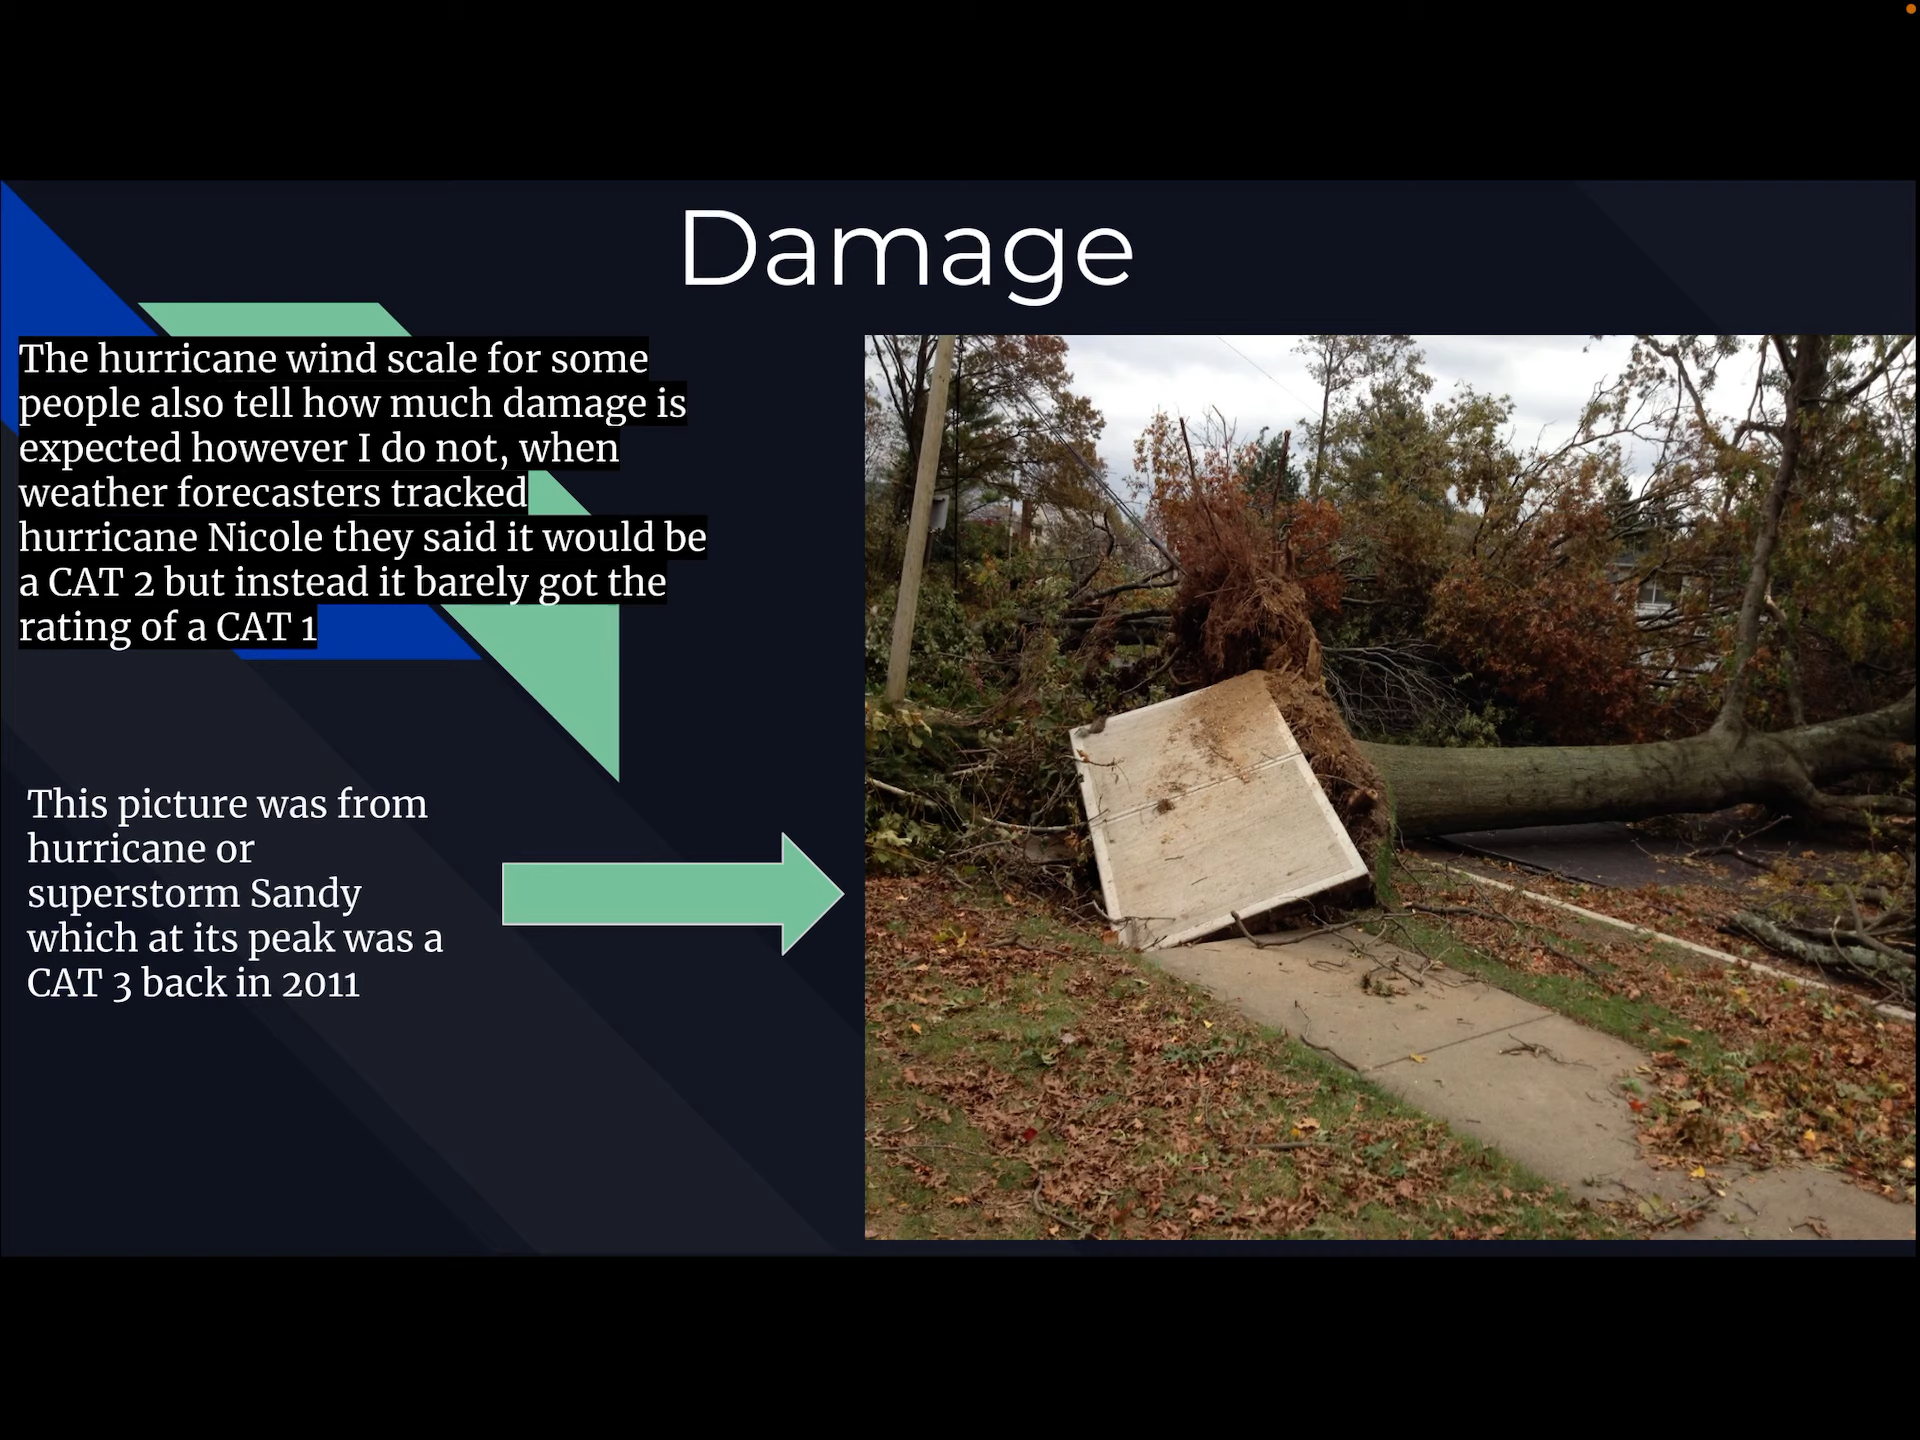 Damage
The hurricane wind scale for some
people also tell how much damage is
expected however I do not, when
weather forecasters tracked
hurricane Nicole they said it would be
a CAT 2 but instead it barely got the
rating of a CAT 1
This picture was from
hurricane or
superstorm Sandy
which at its peak was a
CAT 3 back in 2011